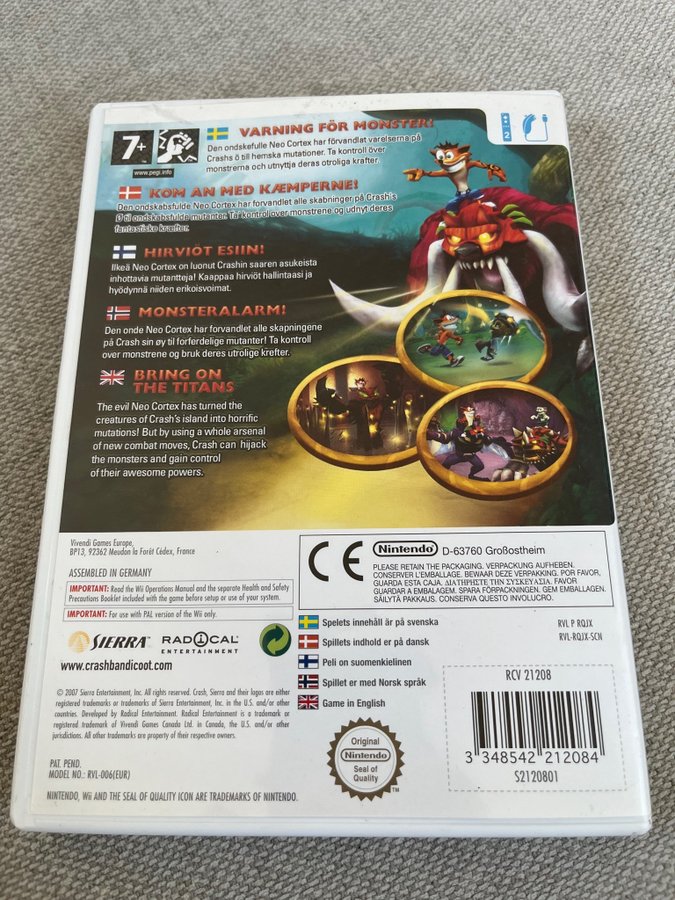 7+
www.pegi.info
VARNING FÖR MONSTER!
Den ondskefulle Neo Cortex har förvandlat varelserna på
Crashs ö till hemska mutationer. Ta kontroll över
monstrerna och utnyttja deras otroliga krafter.
KOM AN MED KÆMPERNE!
Den ondskabsfulde Neo Cortex har forvandlet alle skabninger på Crash's
Ø til ondskabsfulde mutanter. Ta' kontrol over monstrene og udnyt deres
fantastiske kræfter.
HIRVIÖT ESIIN!
Ilkeä Neo Cortex on luonut Crashin saaren asukeista
inhottavia mutantteja! Kaappaa hirviöt hallintaasi ja
hyödynnä niiden erikoisvoimat.
MONSTERALARM!
Den onde Neo Cortex har forvandlet alle skapningene
på Crash sin øy til forferdelige mutanter! Ta kontroll
over monstrene og bruk deres utrolige krefter.
BRING ON
THE TITANS
The evil Neo Cortex has turned the
creatures of Crash's island into horrific
mutations! But by using a whole arsenal
of new combat moves, Crash can hijack
the monsters and gain control
of their awesome powers.
2
Vivendi Games Europe,
BP13, 92362 Meudon la Forêt Cédex, France
ASSEMBLED IN GERMANY
IMPORTANT: Read the Wii Operations Manual and the separate Health and Safety
Precautions Booklet included with the game before setup or use of your system.
IMPORTANT: For use with PAL version of the Wii only.
SIERRA
RADICAL
ENTERTAINMENT
www.crashbandicoot.com
© 2007 Sierra Entertainment, Inc. All rights reserved. Crash, Sierra and their logos are either
registered trademarks or trademarks of Sierra Entertainment, Inc. in the U.S. and/or other
countries. Developed by Radical Entertainment. Radical Entertainment is a trademark or
registered trademark of Vivendi Games Canada Ltd. in Canada, the U.S. and/or other
jurisdictions. All other trademarks are property of their respective owners.
PAT. PEND.
MODEL NO.: RVL-006(EUR)
NINTENDO, Wii AND THE SEAL OF QUALITY ICON ARE TRADEMARKS OF NINTENDO.
CE
Nintendo D-63760 Großostheim
PLEASE RETAIN THE PACKAGING. VERPACKUNG AUFHEBEN.
CONSERVER L'EMBALLAGE. BEWAAR DEZE VERPAKKING. POR FAVOR,
GUARDA ESTA CAJA. ΔΙΑΤΗΡΗΣΤΕ ΤΗΝ ΣΥΣΚΕΥΑΣΙΑ. FAVOR
GUARDAR A EMBALAGEM. SPARA FÖRPACKNINGEN. GEM EMBALLAGEN.
SÄILYTÄ PAKKAUS. CONSERVA QUESTO INVOLUCRO.
Spelets innehåll är på svenska
Spillets indhold er på dansk
Peli on suomenkielinen
Spillet er med Norsk språk
Game in English
RVL P RQJX
RVL-RQJX-SCN
RCV 21208
3 348542 212084
S2120801
Original
Nintendo
Seal of
Quality
TM